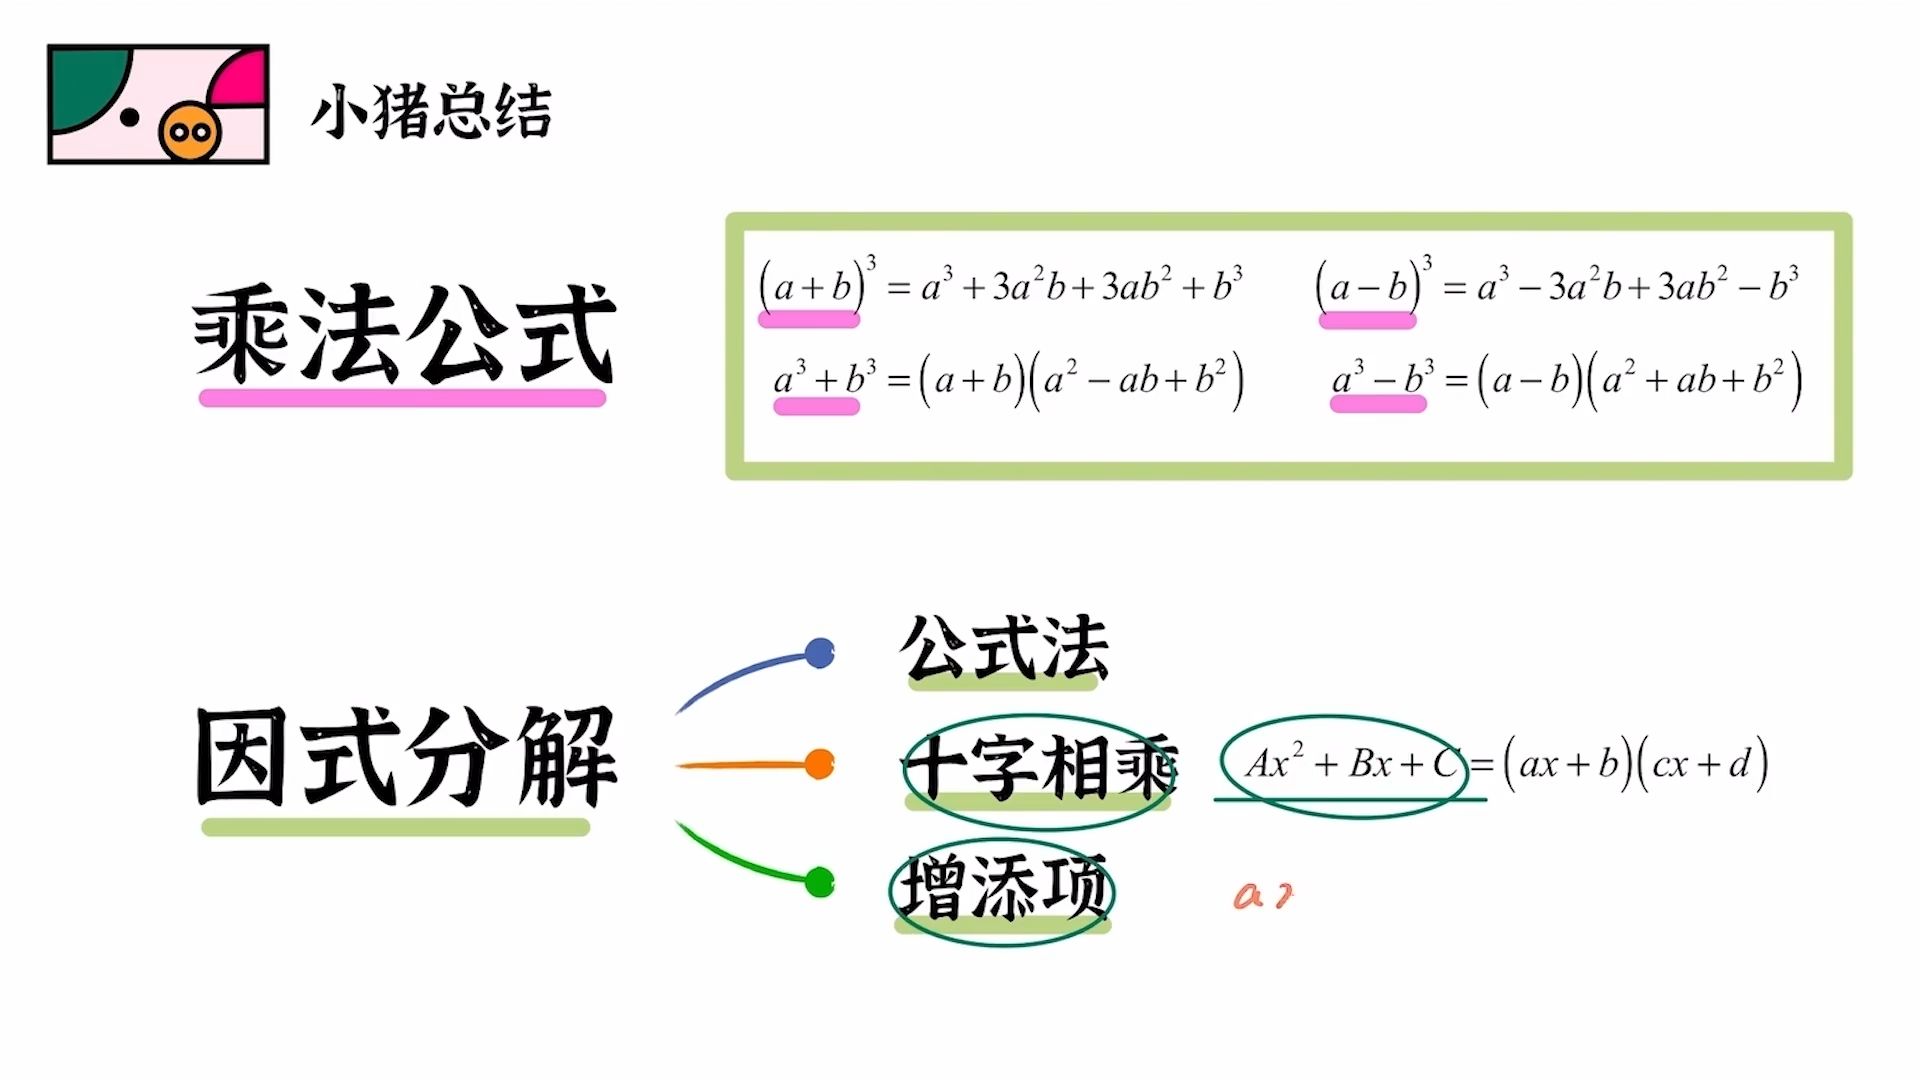 小猪总结
乘法公式
(a+b)³ = a³ + 3a²b + 3ab² + b³
(a−b)³ = a³ − 3a²b + 3ab² − b³
a³ + b³ = (a+b)(a² − ab + b²)
a³ − b³ = (a−b)(a² + ab + b²)
因式分解
公式法
十字相乘
Ax² + Bx + C = (ax+b)(cx+d)
增添项
a